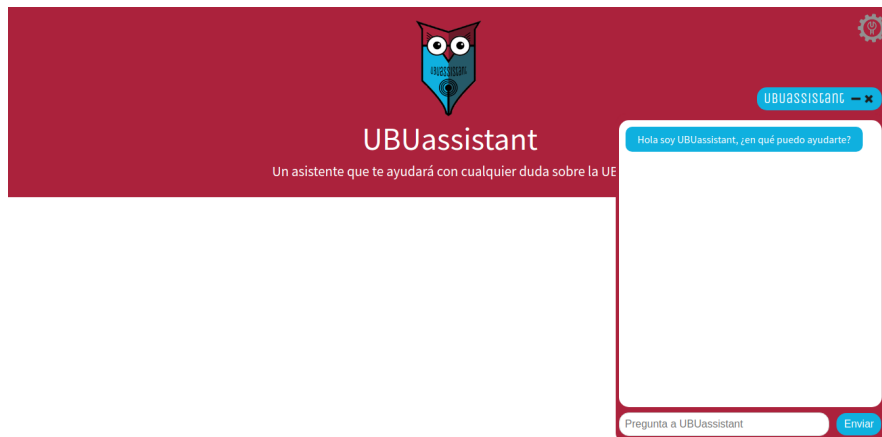 UBUassistant
UBUassistant
UBUassistant
Un asistente que te ayudará con cualquier duda sobre la
Hola soy UBUassistant, ¿en qué puedo ayudarte?
Pregunta a UBUassistant
Enviar